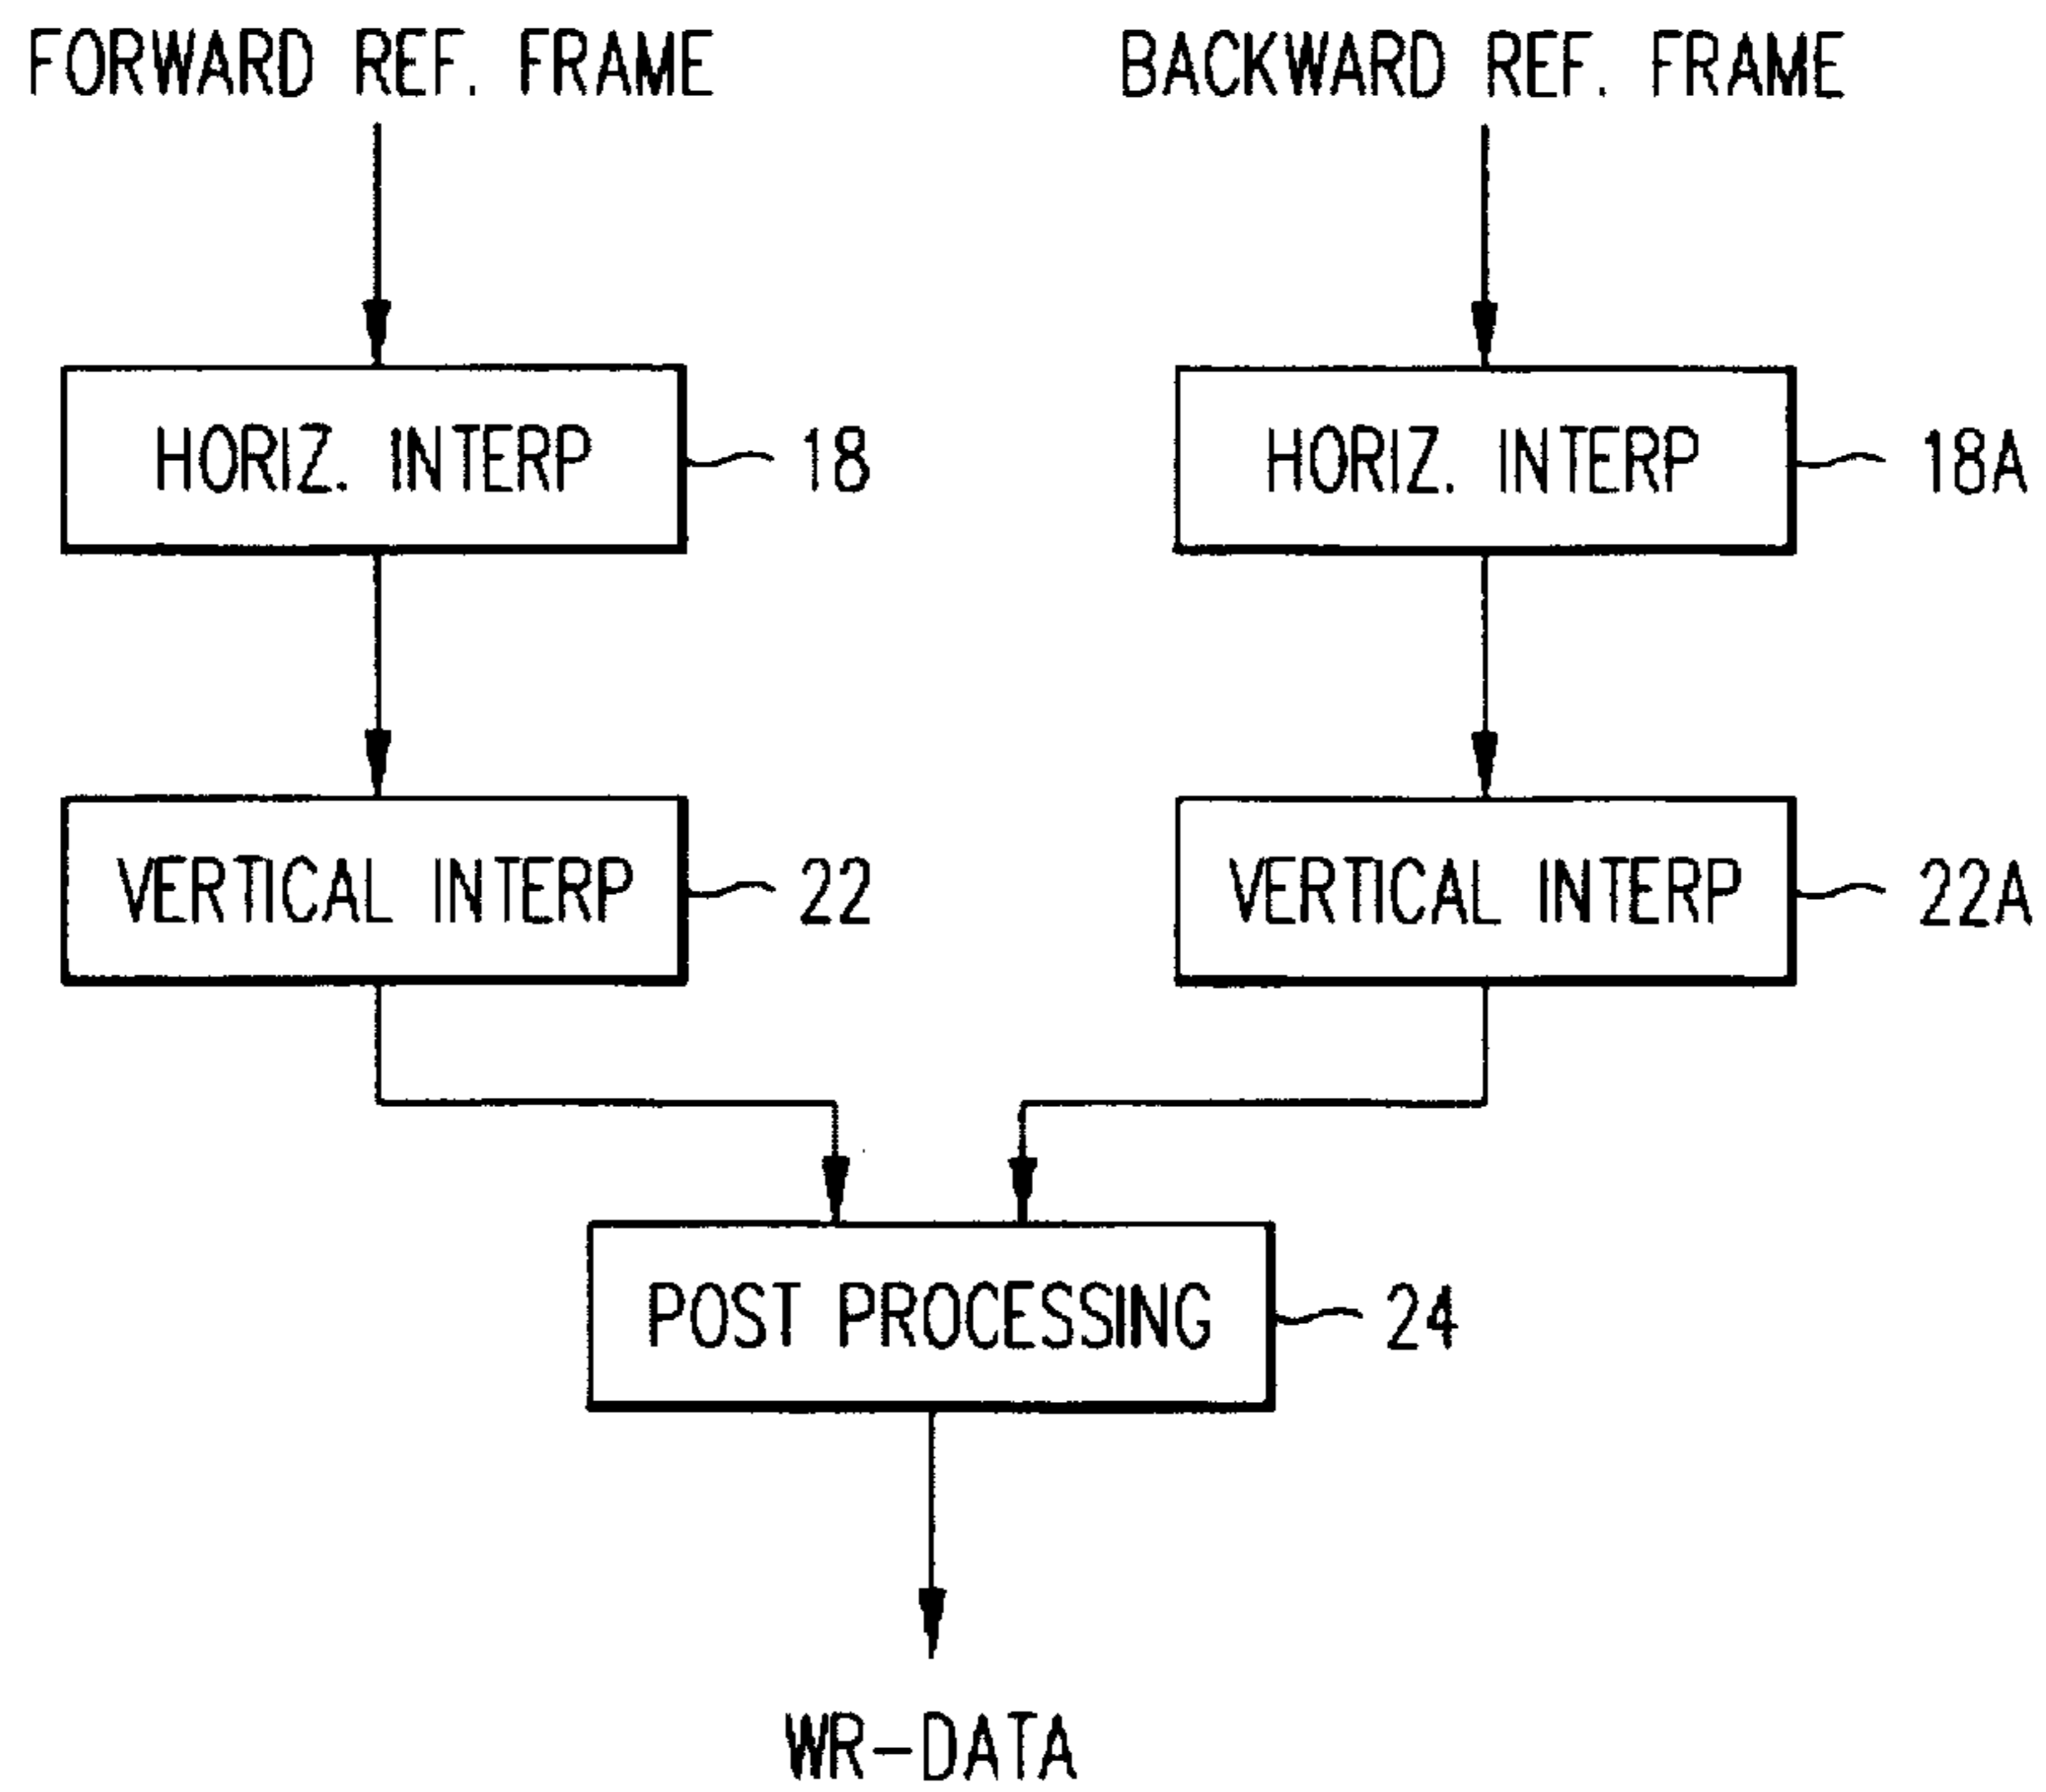 FORWARD REF. FRAME
BACKWARD REF. FRAME
HORIZ. INTERP
18
HORIZ. INTERP
18A
VERTICAL INTERP
22
VERTICAL INTERP
22A
POST PROCESSING
24
WR-DATA